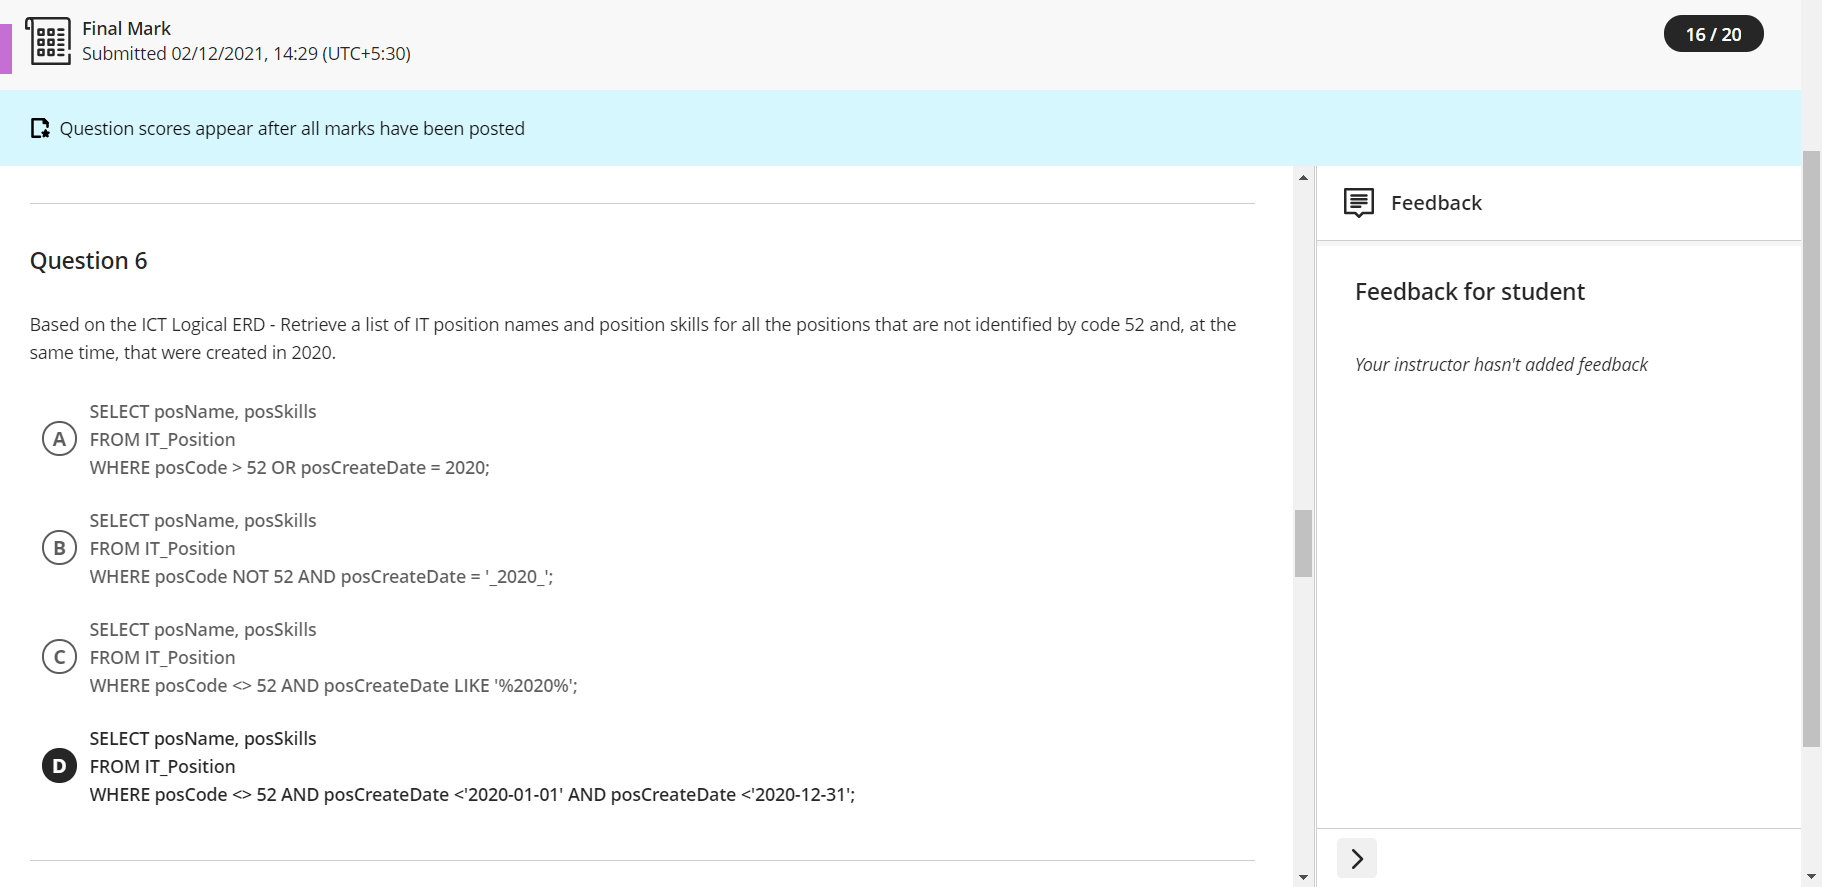 Final Mark
Submitted 02/12/2021, 14:29 (UTC+5:30)
16 / 20
Question scores appear after all marks have been posted
Question 6
Based on the ICT Logical ERD - Retrieve a list of IT position names and position skills for all the positions that are not identified by code 52 and, at the
same time, that were created in 2020.
A
SELECT posName, posSkills
FROM IT_Position
WHERE posCode > 52 OR posCreateDate = 2020;
B
SELECT posName, posSkills
FROM IT_Position
WHERE posCode NOT 52 AND posCreateDate = '_2020_';
C
SELECT posName, posSkills
FROM IT_Position
WHERE posCode <> 52 AND posCreateDate LIKE '%2020%';
D
SELECT posName, posSkills
FROM IT_Position
WHERE posCode <> 52 AND posCreateDate <'2020-01-01' AND posCreateDate <'2020-12-31';
Feedback
Feedback for student
Your instructor hasn't added feedback